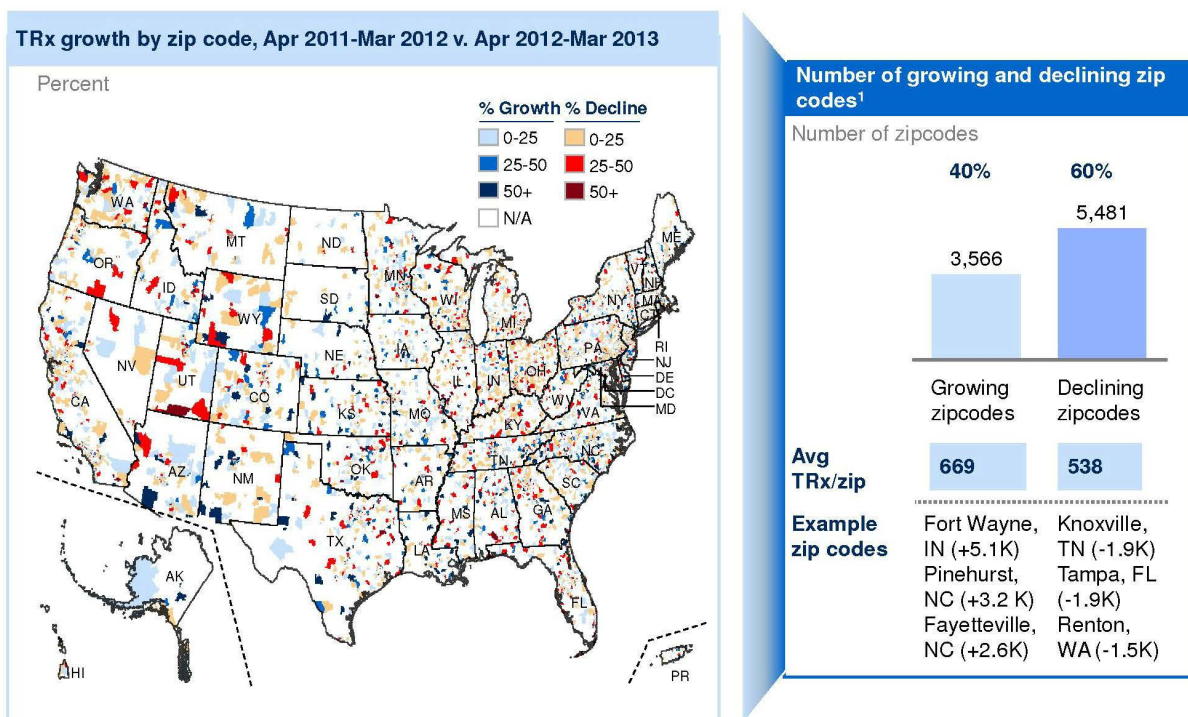 TRx growth by zip code, Apr 2011-Mar 2012 v. Apr 2012-Mar 2013
Percent
% Growth % Decline
0-25 0-25
25-50 25-50
50+ 50+
N/A
WA
MT
ND
ME
OR
ID
MN
VT
NH
SD
WI
NY
MA
WY
MI
CT
RI
NE
IA
PA
NJ
NV
UT
CO
IL
IN
OH
DE
DC
CA
KS
MO
WV
VA
MD
KY
AZ
NM
OK
TN
NC
AR
SC
MS
AL
GA
TX
LA
AK
FL
HI
PR
Number of growing and declining zip
codes1
Number of zipcodes
40% 60%
5,481
3,566
Growing
zipcodes
Declining
zipcodes
Avg
TRx/zip
669 538
Example
zip codes
Fort Wayne,
IN (+5.1K)
Pinehurst,
NC (+3.2 K)
Fayetteville,
NC (+2.6K)
Knoxville,
TN (-1.9K)
Tampa, FL
(-1.9K)
Renton,
WA (-1.5K)